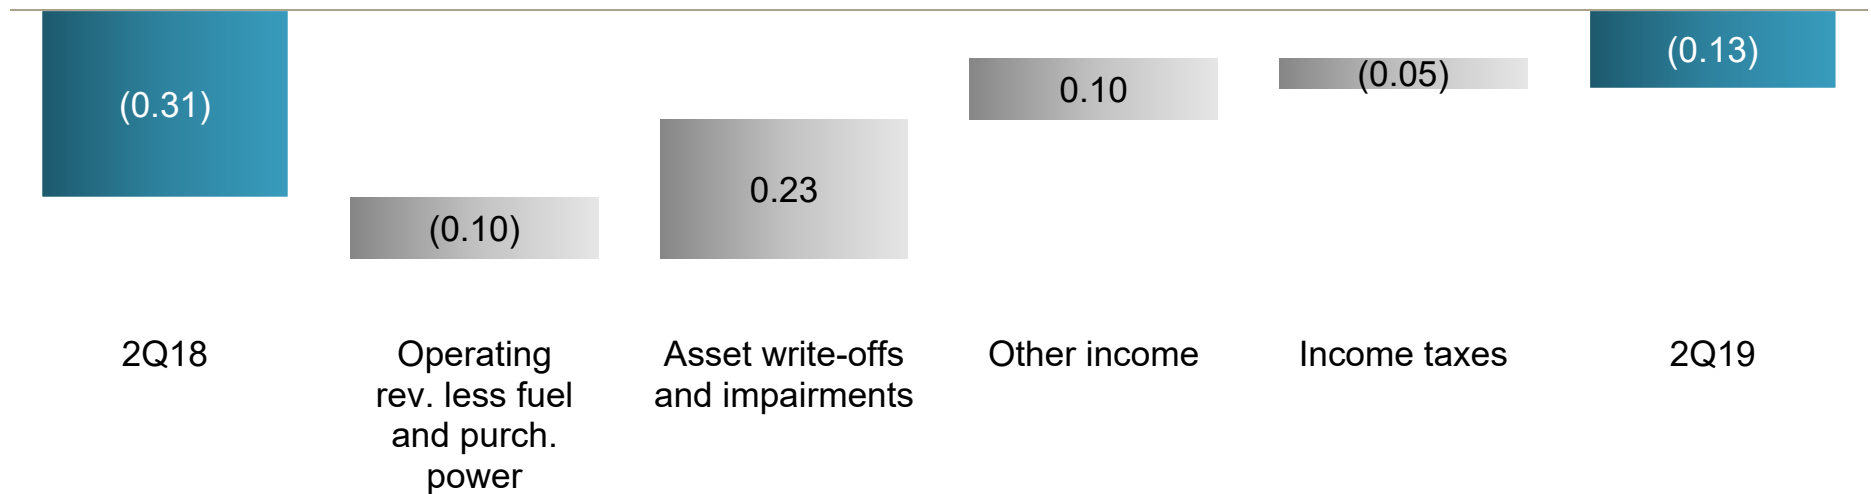 (0.31)
(0.10)
0.23
0.10
(0.05)
(0.13)
2Q18
Operating
rev. less fuel
and purch.
power
Asset write-offs
and impairments
Other income
Income taxes
2Q19